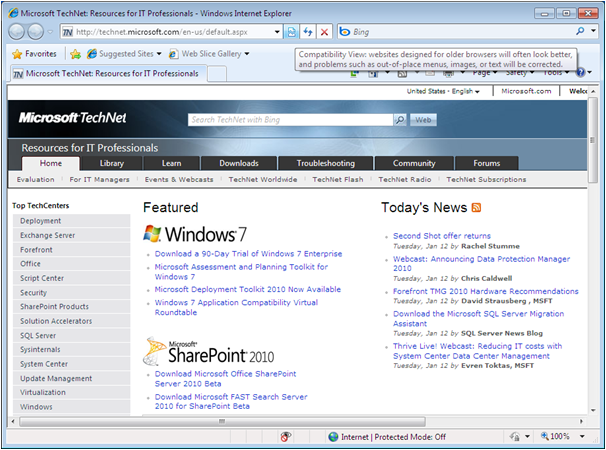 Microsoft TechNet: Resources for IT Professionals - Windows Internet Explorer
http://technet.microsoft.com/en-us/default.aspx
Bing
Favorites
Suggested Sites
Web Slice Gallery
Compatibility View: websites designed for older browsers will often look better,
and problems such as out-of-place menus, images, or text will be corrected.
TN Microsoft TechNet: Resources for IT Professionals
Page
Safety
Tools
United States - English
Microsoft.com
Welco
Microsoft TechNet
Search TechNet with Bing
Web
Resources for IT Professionals
Home Library Learn Downloads Troubleshooting Community Forums
Evaluation For IT Managers Events & Webcasts TechNet Worldwide TechNet Flash TechNet Radio TechNet Subscriptions
Top TechCenters
Deployment
Exchange Server
Forefront
Office
Script Center
Security
SharePoint Products
Solution Accelerators
SQL Server
Sysinternals
System Center
Update Management
Virtualization
Windows
Featured
Windows 7
Download a 90-Day Trial of Windows 7 Enterprise
Microsoft Assessment and Planning Toolkit for
Windows 7
Microsoft Deployment Toolkit 2010 Now Available
Windows 7 Application Compatibility Virtual
Roundtable
Microsoft
SharePoint 2010
Download Microsoft Office SharePoint
Server 2010 Beta
Download Microsoft FAST Search Server
2010 for SharePoint Beta
Today's News
Second Shot offer returns
Tuesday, Jan 12 by Rachel Stumme
Webcast: Announcing Data Protection Manager
2010
Tuesday, Jan 12 by Chris Caldwell
Forefront TMG 2010 Hardware Recommendations
Tuesday, Jan 12 by David Strausberg , MSFT
Download the Microsoft SQL Server Migration
Assistant
Tuesday, Jan 12 by SQL Server News Blog
Thrive Live! Webcast: Reducing IT costs with
System Center Data Center Management
Tuesday, Jan 12 by Evren Toktas, MSFT
Internet | Protected Mode: Off
100%